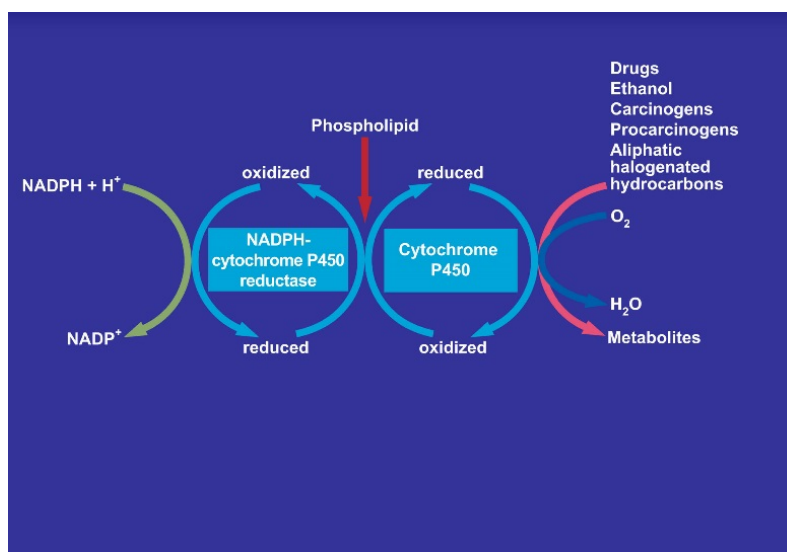 Drugs
Ethanol
Carcinogens
Procarcinogens
Aliphatic
halogenated
hydrocarbons
Phospholipid
oxidized
reduced
NADPH + H⁺
O₂
NADPH-
cytochrome P450
reductase
Cytochrome
P450
H₂O
NADP⁺
reduced
oxidized
Metabolites